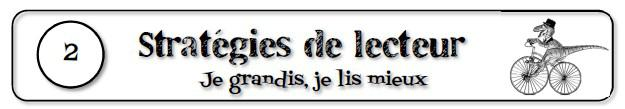 2
Stratégies de lecteur
Je grandis, je lis mieux